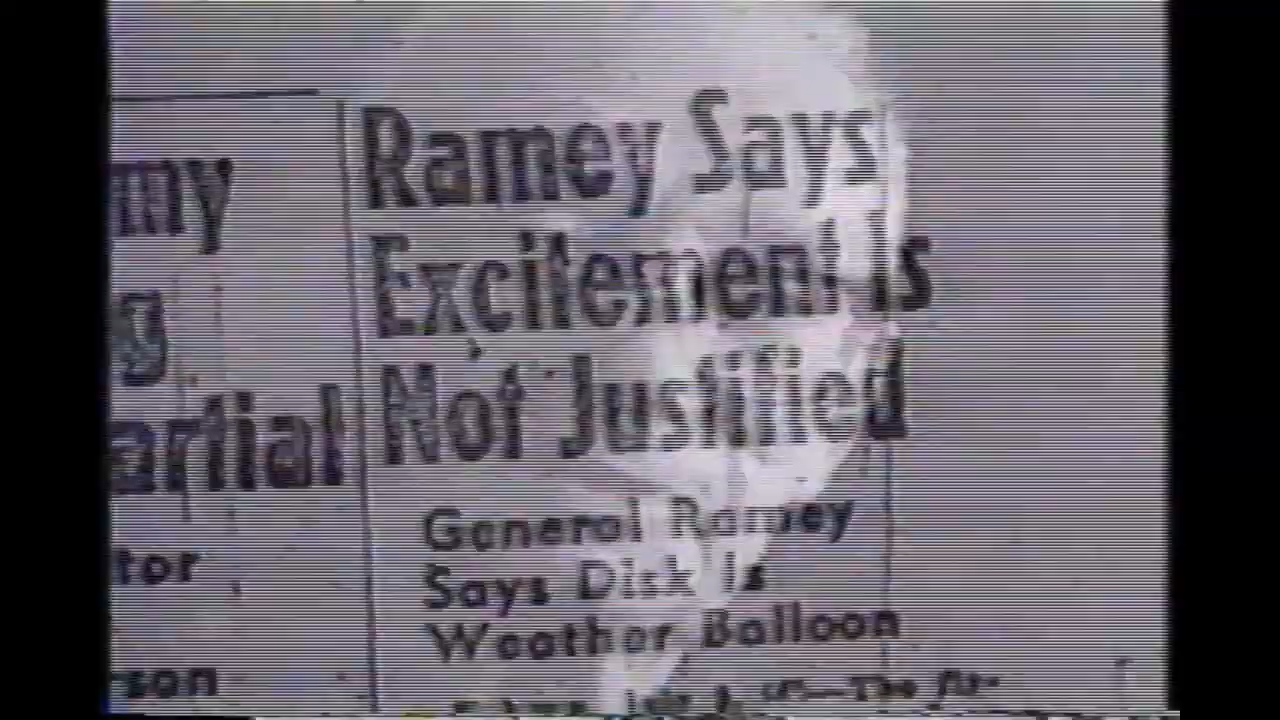 my
g
artial
tor
son
Ramey Says
Excitement Is
Not Justified
General Ramey
Says Disk Is
Weather Balloon